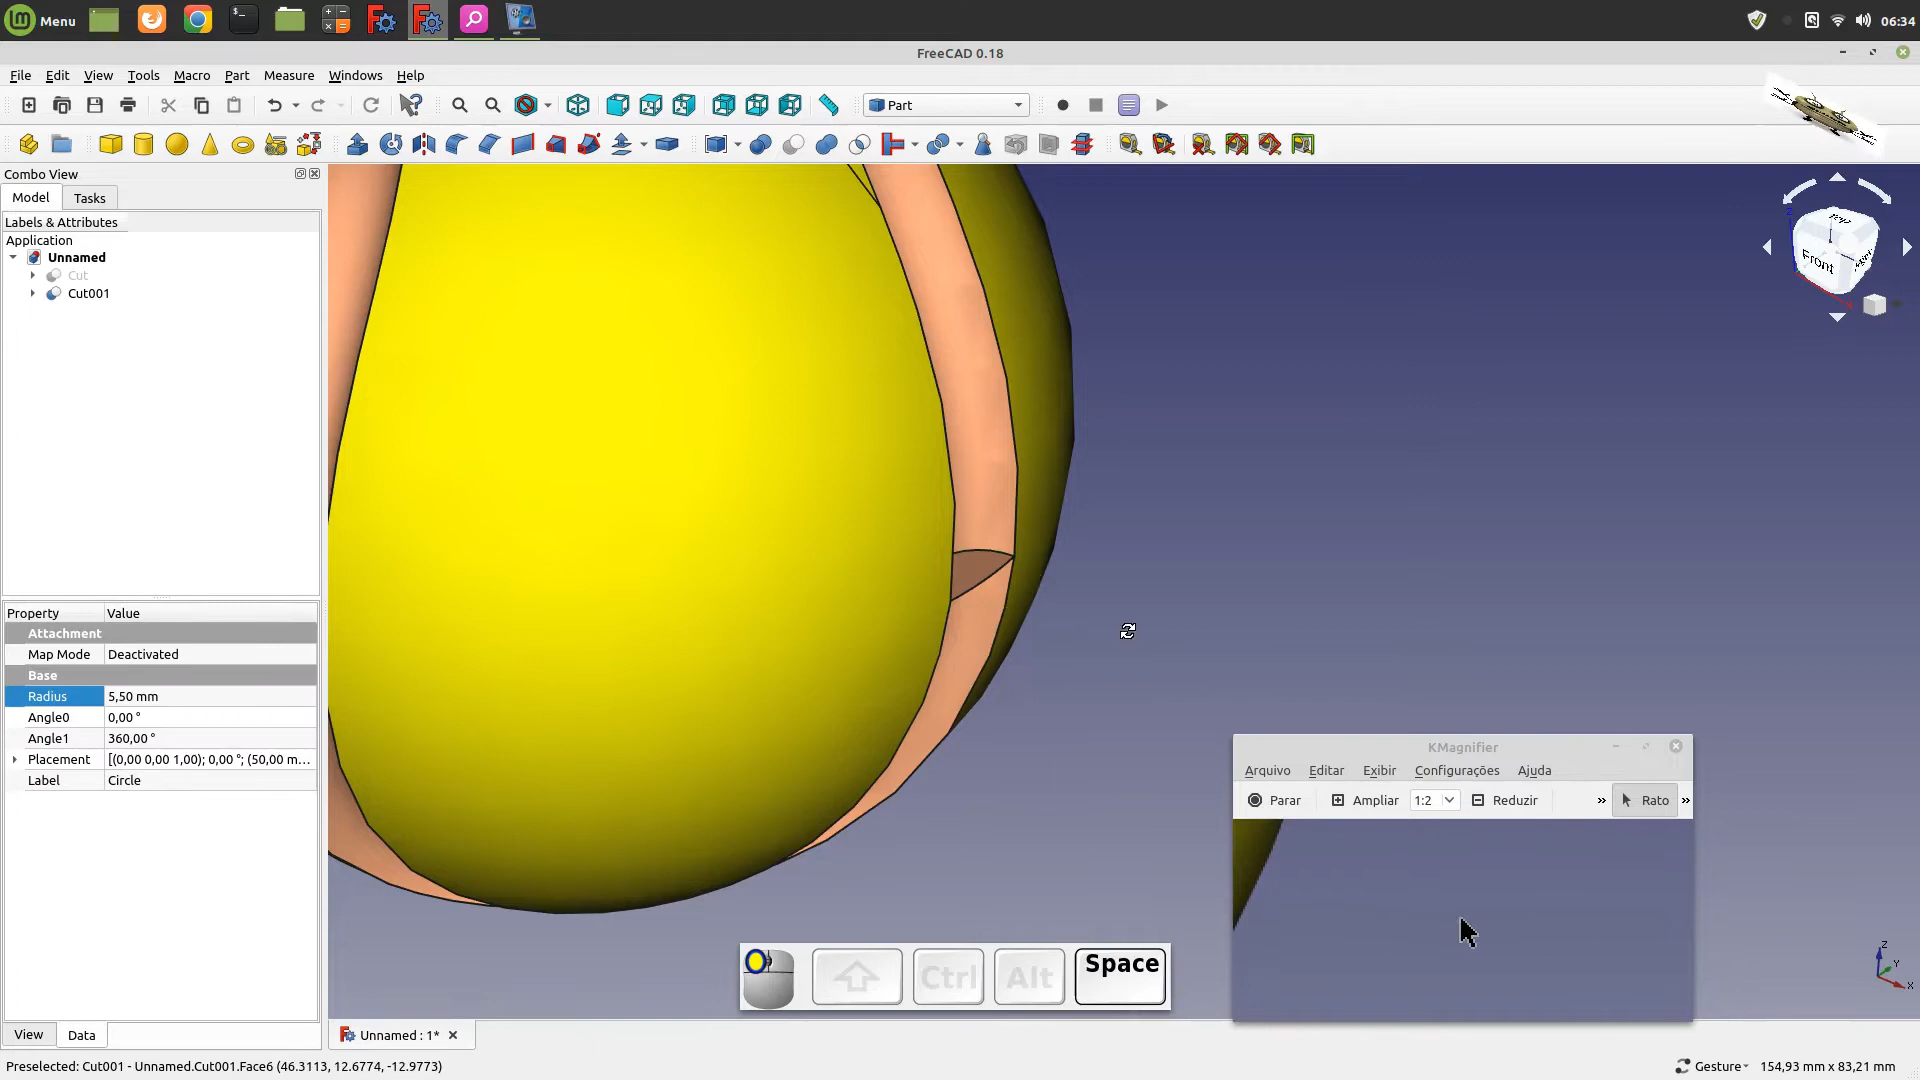 Menu
06:34
FreeCAD 0.18
File Edit View Tools Macro Part Measure Windows Help
Part
Combo View
Model Tasks
Labels & Attributes
Application
Unnamed
Cut
Cut001
Property Value
Attachment
Map Mode Deactivated
Base
Radius 5,50 mm
Angle0 0,00 °
Angle1 360,00 °
Placement [(0,00 0,00 1,00); 0,00 °; (50,00 m...
Label Circle
View Data
Top
Front
Right
Z
X
KMagnifier
Arquivo Editar Exibir Configurações Ajuda
Parar Ampliar 1:2 Reduzir » Rato »
Ctrl Alt Space
Z
Y
X
Unnamed : 1*
Preselected: Cut001 - Unnamed.Cut001.Face6 (46.3113, 12.6774, -12.9773)
Gesture 154,93 mm x 83,21 mm